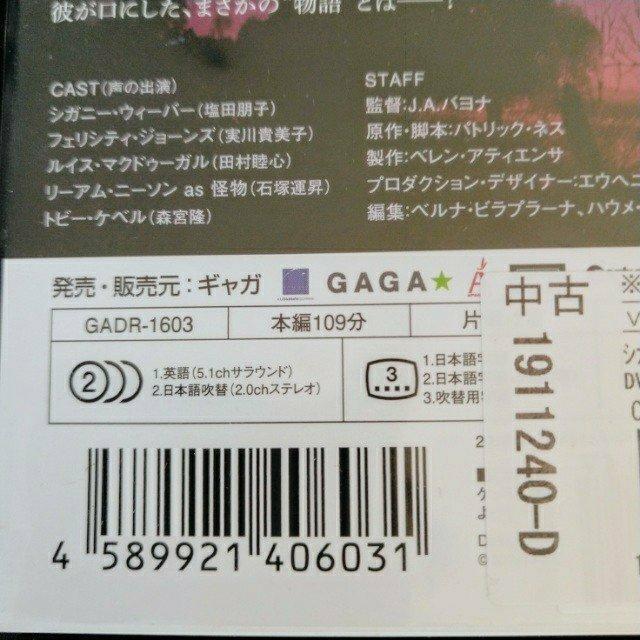 彼が口にした、まさかの"物語"とは――?
CAST(声の出演)
シガニー・ウィーバー(塩田朋子)
フェリシティ・ジョーンズ(実川貴美子)
ルイス・マクドゥーガル(田村睦心)
リーアム・ニーソン as 怪物(石塚運昇)
トビー・ケベル(森宮隆)
STAFF
監督:J.A.バヨナ
原作・脚本:パトリック・ネス
製作:ベレン・アティエンサ
プロダクション・デザイナー:エウヘニ
編集:ベルナ・ビラプラーナ、ハウメ・
発売・販売元:ギャガ
GAGA★
GADR-1603
本編109分
片
2
1.英語(5.1chサラウンド)
2.日本語吹替(2.0chステレオ)
3
1.日本語字
2.日本語字
3.吹替用字
4 589921 406031
中古
1911240-D